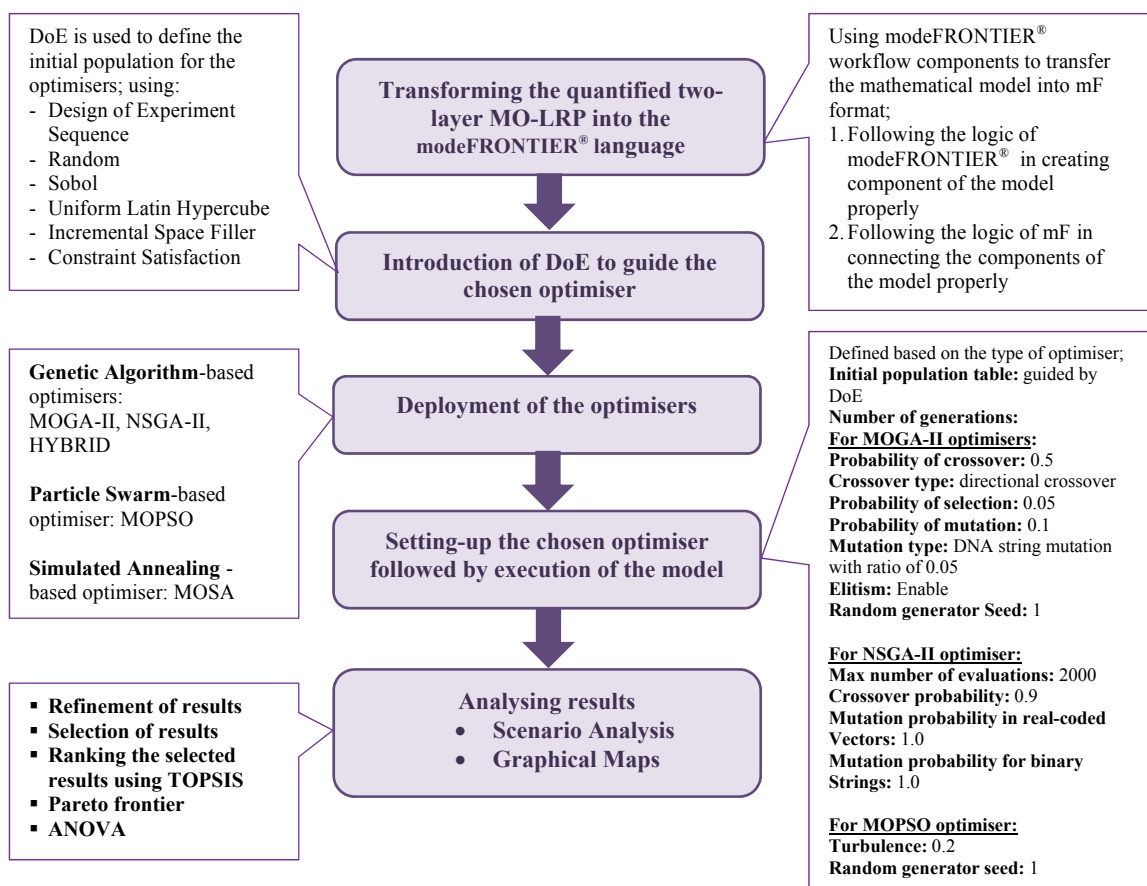 DoE is used to define the
initial population for the
optimisers; using:
- Design of Experiment
Sequence
- Random
- Sobol
- Uniform Latin Hypercube
- Incremental Space Filler
- Constraint Satisfaction
Transforming the quantified two-
layer MO-LRP into the
modeFRONTIER® language
Using modeFRONTIER®
workflow components to transfer
the mathematical model into mF
format;
1. Following the logic of
modeFRONTIER® in creating
component of the model
properly
2. Following the logic of mF in
connecting the components of
the model properly
Introduction of DoE to guide the
chosen optimiser
Genetic Algorithm-based
optimisers:
MOGA-II, NSGA-II,
HYBRID
Particle Swarm-based
optimiser: MOPSO
Simulated Annealing -
based optimiser: MOSA
Deployment of the optimisers
Setting-up the chosen optimiser
followed by execution of the model
Defined based on the type of optimiser;
Initial population table: guided by
DoE
Number of generations:
For MOGA-II optimisers:
Probability of crossover: 0.5
Crossover type: directional crossover
Probability of selection: 0.05
Probability of mutation: 0.1
Mutation type: DNA string mutation
with ratio of 0.05
Elitism: Enable
Random generator Seed: 1
For NSGA-II optimiser:
Max number of evaluations: 2000
Crossover probability: 0.9
Mutation probability in real-coded
Vectors: 1.0
Mutation probability for binary
Strings: 1.0
For MOPSO optimiser:
Turbulence: 0.2
Random generator seed: 1
▪ Refinement of results
▪ Selection of results
▪ Ranking the selected
results using TOPSIS
▪ Pareto frontier
▪ ANOVA
Analysing results
• Scenario Analysis
• Graphical Maps